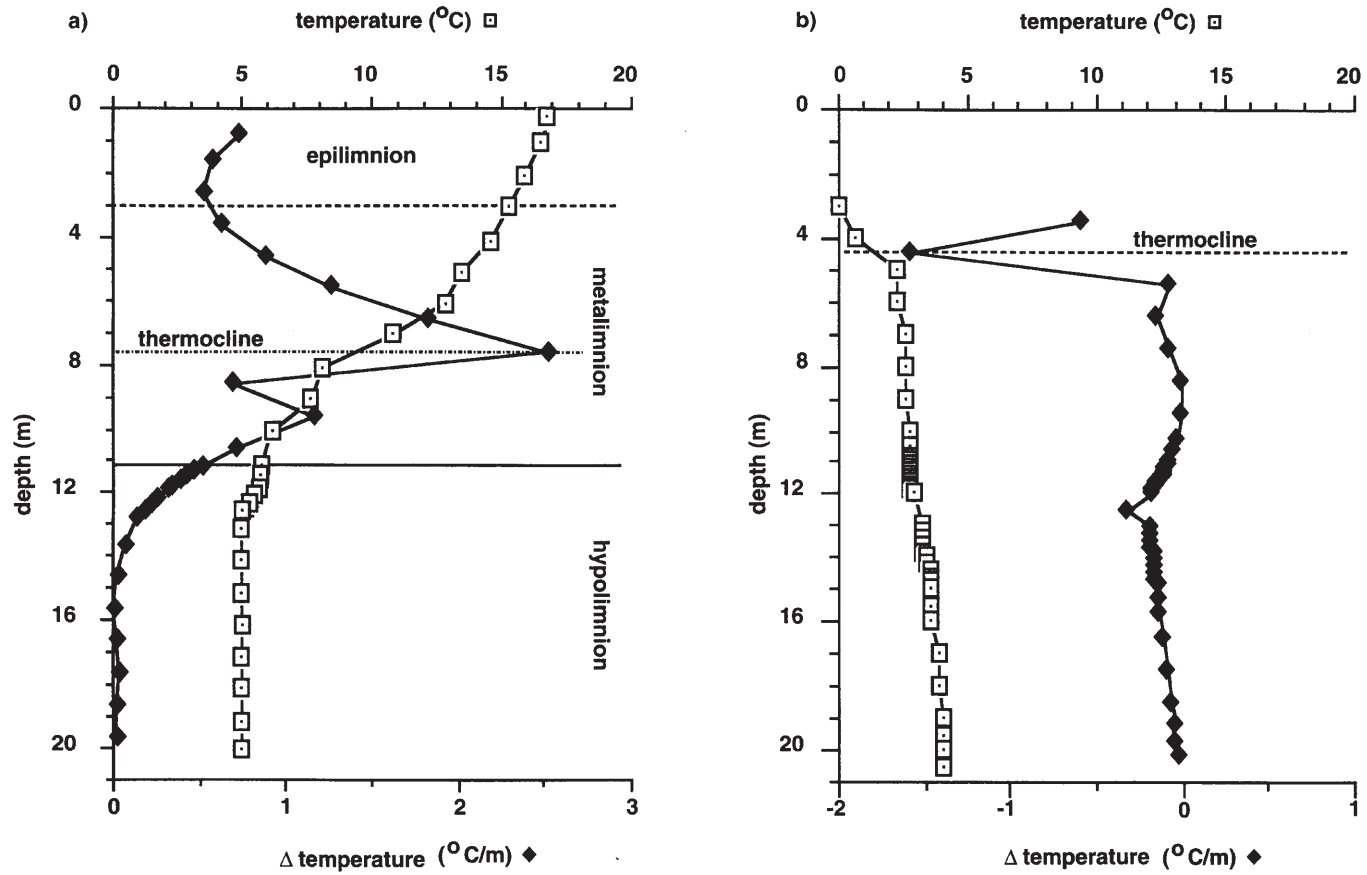 a)
temperature (°C)
0 5 10 15 20
0
4
8
12
16
20
depth (m)
epilimnion
thermocline
metalimnion
hypolimnion
0 1 2 3
Δ temperature (°C/m)
b)
temperature (°C)
0 5 10 15 20
0
4
8
12
16
20
depth (m)
thermocline
-2 -1 0 1
Δ temperature (°C/m)